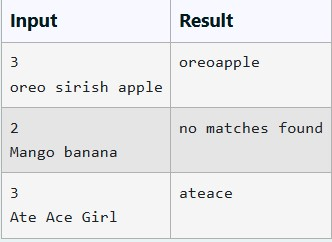 Input Result
3 oreoapple
oreo sirish apple
2 no matches found
Mango banana
3 ateace
Ate Ace Girl